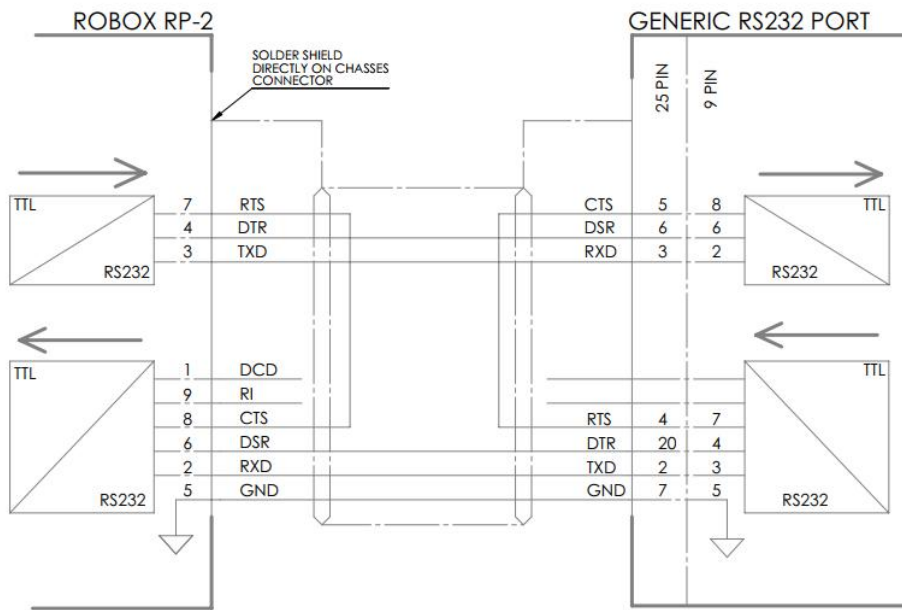 ROBOX RP-2
GENERIC RS232 PORT
SOLDER SHIELD
DIRECTLY ON CHASSES
CONNECTOR
25 PIN
9 PIN
TTL
RS232
7 RTS
4 DTR
3 TXD
CTS 5 8
DSR 6 6
RXD 3 2
TTL
RS232
TTL
RS232
1 DCD
9 RI
8 CTS
6 DSR
2 RXD
5 GND
RTS 4 7
DTR 20 4
TXD 2 3
GND 7 5
TTL
RS232